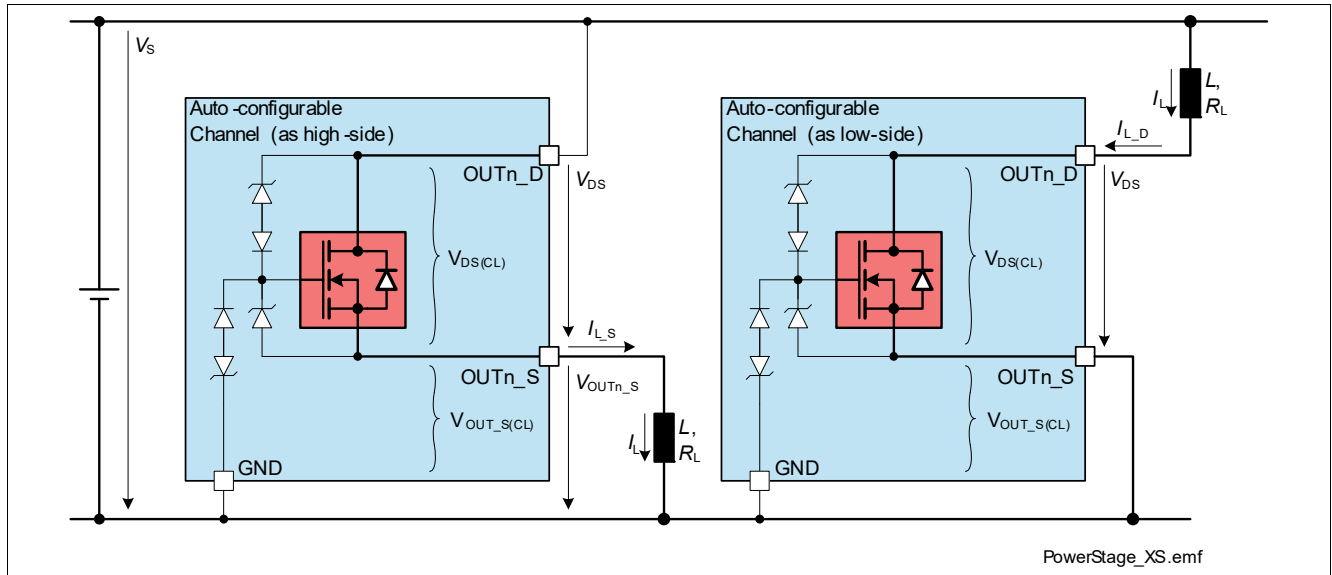 VS
Auto-configurable
Channel (as high-side)
OUTn_D
VDS
VDS(CL)
IL_S
OUTn_S
VOUTn_S
VOUT_S(CL)
IL
L,
RL
GND
Auto-configurable
Channel (as low-side)
IL
L,
RL
IL_D
OUTn_D
VDS
VDS(CL)
OUTn_S
VOUT_S(CL)
GND
PowerStage_XS.emf